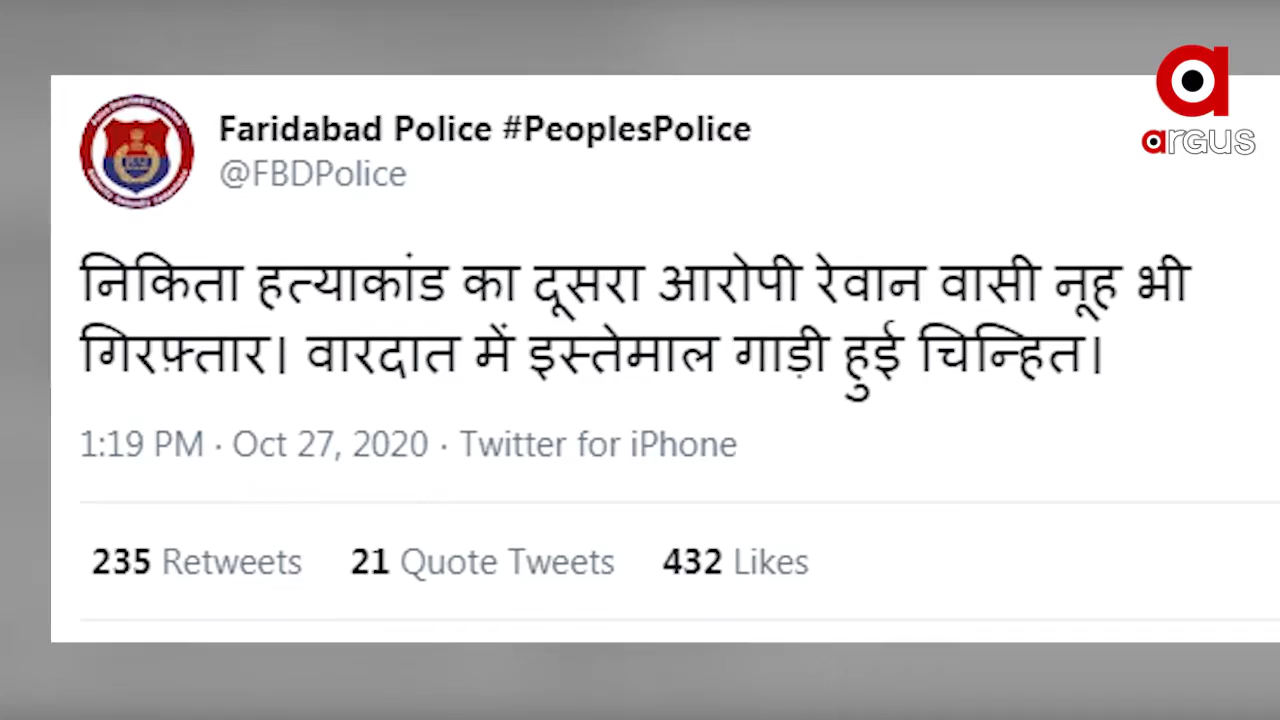 Faridabad Police #PeoplesPolice
@FBDPolice
argus
निकिता हत्याकांड का दूसरा आरोपी रेवान वासी नूह भी
गिरफ़्तार। वारदात में इस्तेमाल गाड़ी हुई चिन्हित।
1:19 PM · Oct 27, 2020 · Twitter for iPhone
235 Retweets 21 Quote Tweets 432 Likes